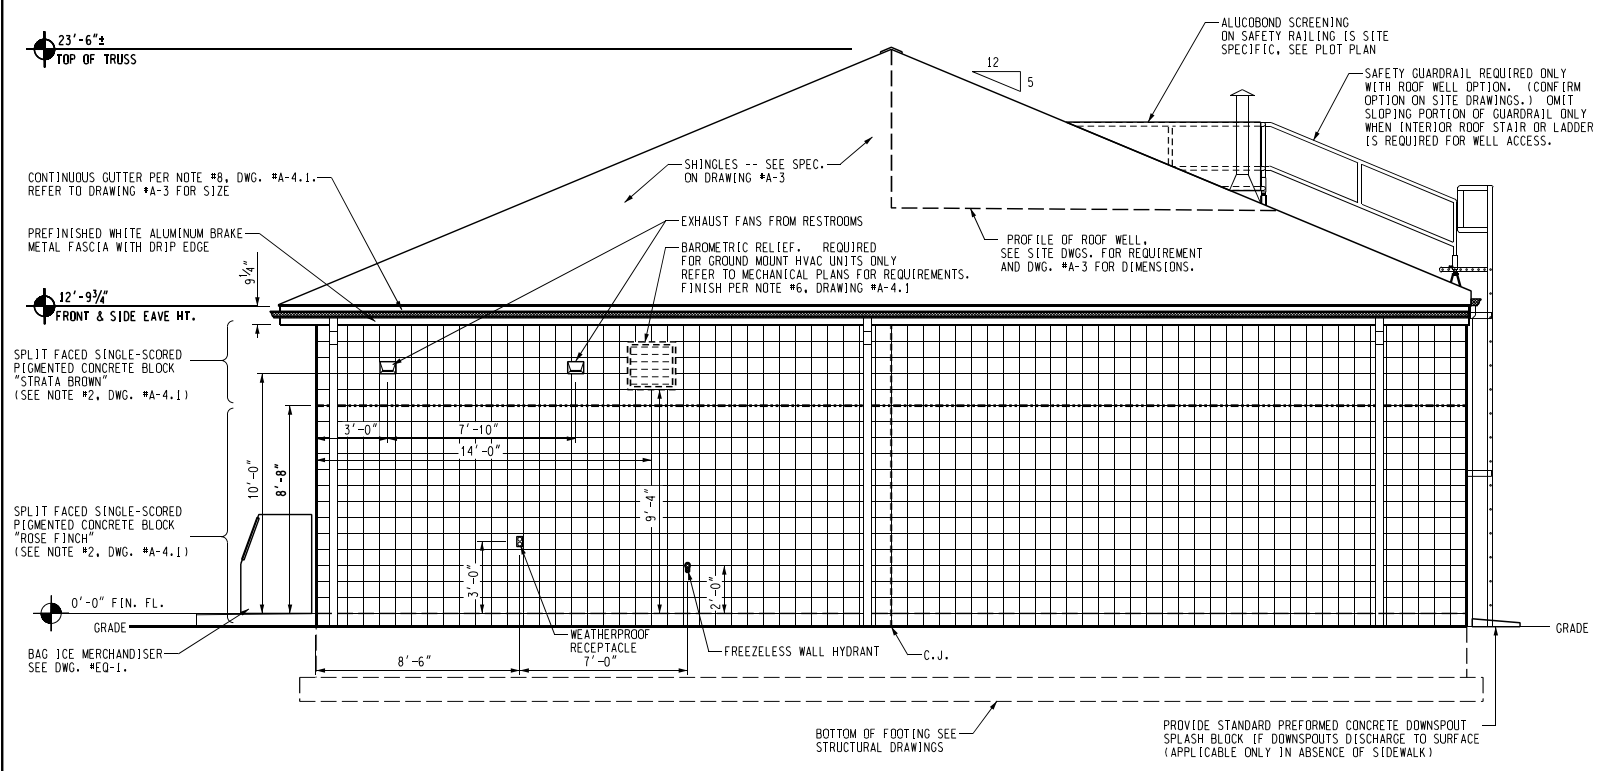 ALUCOBOND SCREENING
ON SAFETY RAILING IS SITE
SPECIFIC, SEE PLOT PLAN
23'-6"±
TOP OF TRUSS
12
5
SAFETY GUARDRAIL REQUIRED ONLY
WITH ROOF WELL OPTION. (CONFIRM
OPTION ON SITE DRAWINGS.) OMIT
SLOPING PORTION OF GUARDRAIL ONLY
WHEN INTERIOR ROOF STAIR OR LADDER
IS REQUIRED FOR WELL ACCESS.
SHINGLES -- SEE SPEC.
ON DRAWING #A-3
CONTINUOUS GUTTER PER NOTE #8, DWG. #A-4.1.
REFER TO DRAWING #A-3 FOR SIZE
EXHAUST FANS FROM RESTROOMS
PREFINISHED WHITE ALUMINUM BRAKE
METAL FASCIA WITH DRIP EDGE
BAROMETRIC RELIEF. REQUIRED
FOR GROUND MOUNT HVAC UNITS ONLY
REFER TO MECHANICAL PLANS FOR REQUIREMENTS.
FINISH PER NOTE #6, DRAWING #A-4.1
PROFILE OF ROOF WELL,
SEE SITE DWGS. FOR REQUIREMENT
AND DWG. #A-3 FOR DIMENSIONS.
9¼"
12'-9¾"
FRONT & SIDE EAVE HT.
SPLIT FACED SINGLE-SCORED
PIGMENTED CONCRETE BLOCK
"STRATA BROWN"
(SEE NOTE #2, DWG. #A-4.1)
3'-0"
7'-10"
14'-0"
10'-0"
8'-8"
9'-4"
SPLIT FACED SINGLE-SCORED
PIGMENTED CONCRETE BLOCK
"ROSE FINCH"
(SEE NOTE #2, DWG. #A-4.1)
3'-0"
2'-0"
0'-0" FIN. FL.
GRADE
GRADE
BAG ICE MERCHANDISER
SEE DWG. #EQ-1.
WEATHERPROOF
RECEPTACLE
FREEZELESS WALL HYDRANT
C.J.
8'-6"
7'-0"
BOTTOM OF FOOTING SEE
STRUCTURAL DRAWINGS
PROVIDE STANDARD PREFORMED CONCRETE DOWNSPOUT
SPLASH BLOCK IF DOWNSPOUTS DISCHARGE TO SURFACE
(APPLICABLE ONLY IN ABSENCE OF SIDEWALK)